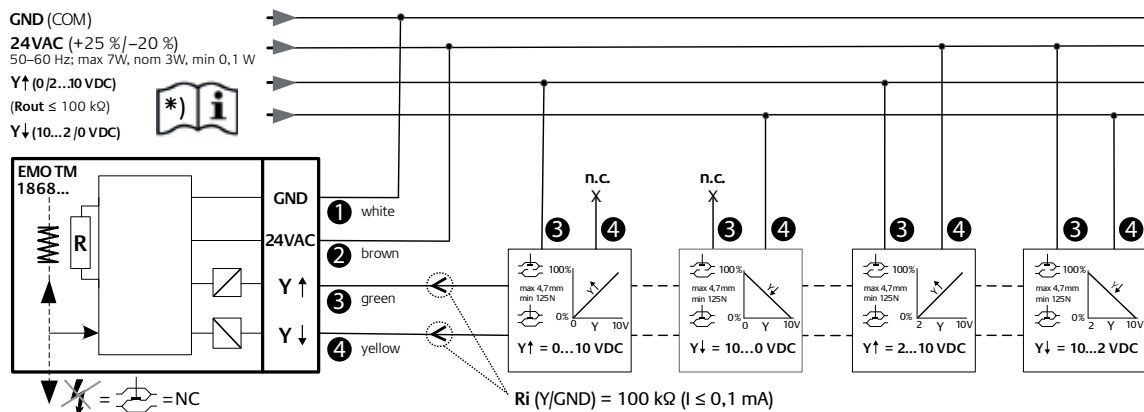 GND (COM)
24VAC (+25 %/–20 %)
50–60 Hz; max 7W, nom 3W, min 0,1 W
Y↑ (0/2...10 VDC)
(Rout ≤ 100 kΩ)
Y↓ (10...2/0 VDC)
*) i
EMO TM
1868...
R
GND
24VAC
Y ↑
Y ↓
1 white
2 brown
3 green
4 yellow
= NC
n.c.
X
3 4
100%
max 4,7mm
min 125N
0%
Y↑
0 Y 10V
Y↑ = 0...10 VDC
n.c.
X
3 4
100%
max 4,7mm
min 125N
0%
Y↓
0 Y 10V
Y↓ = 10...0 VDC
3 4
100%
max 4,7mm
min 125N
0%
Y↑
2 Y 10V
Y↑ = 2...10 VDC
3 4
100%
max 4,7mm
min 125N
0%
Y↓
2 Y 10V
Y↓ = 10...2 VDC
Ri (Y/GND) = 100 kΩ (I ≤ 0,1 mA)